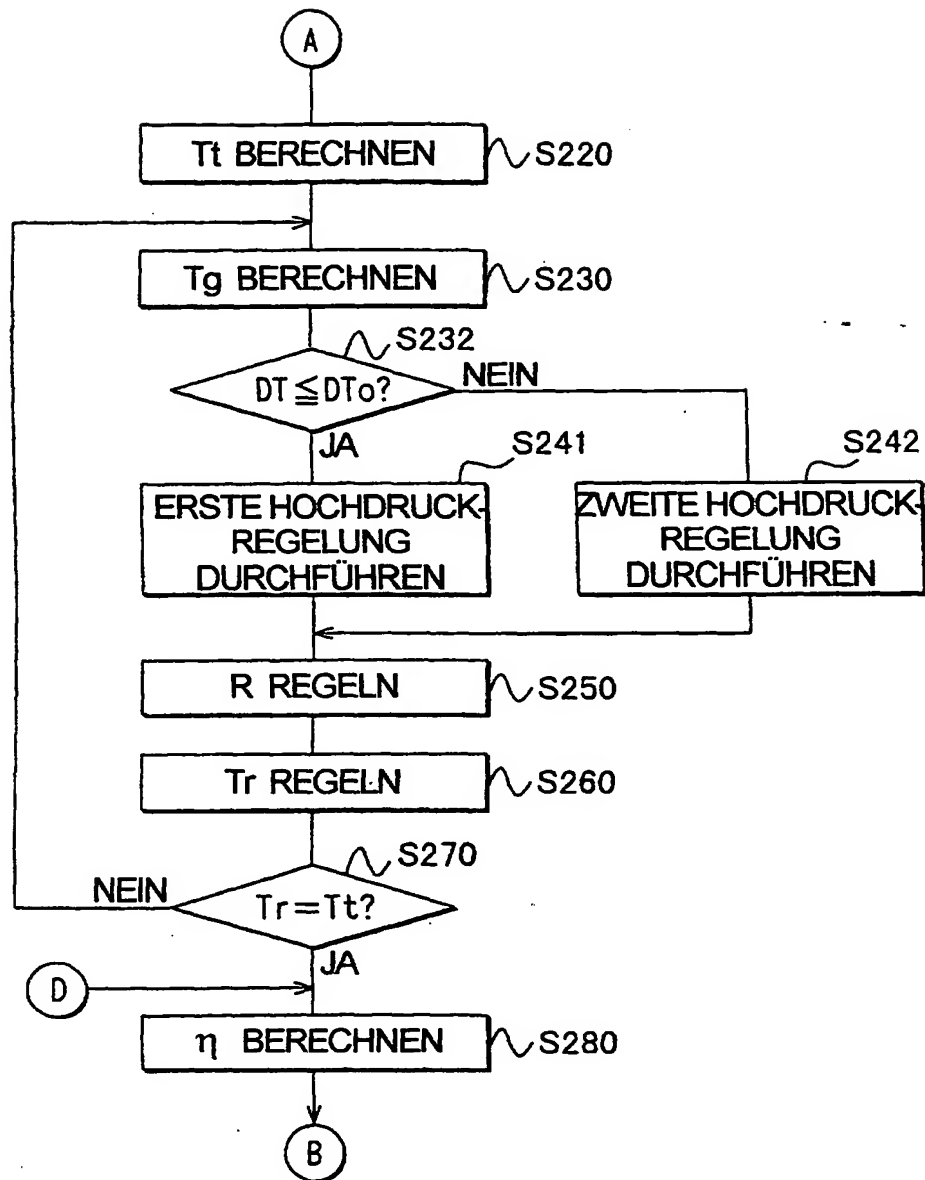 A
Tt BERECHNEN
S220
Tg BERECHNEN
S230
S232
DT ≦ DTo?
NEIN
JA
S241
S242
ERSTE HOCHDRUCK-
REGELUNG
DURCHFÜHREN
ZWEITE HOCHDRUCK-
REGELUNG
DURCHFÜHREN
R REGELN
S250
Tr REGELN
S260
S270
NEIN
Tr=Tt?
JA
D
η BERECHNEN
S280
B